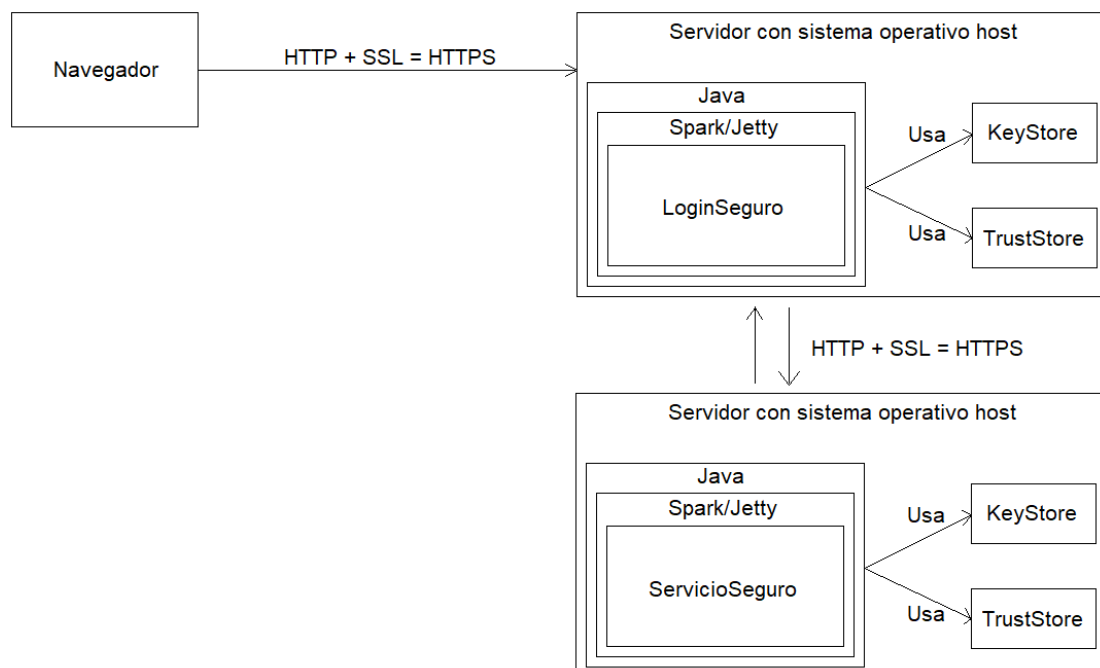 Servidor con sistema operativo host
Navegador
HTTP + SSL = HTTPS
Java
Spark/Jetty
LoginSeguro
Usa
KeyStore
Usa
TrustStore
HTTP + SSL = HTTPS
Servidor con sistema operativo host
Java
Spark/Jetty
ServicioSeguro
Usa
KeyStore
Usa
TrustStore